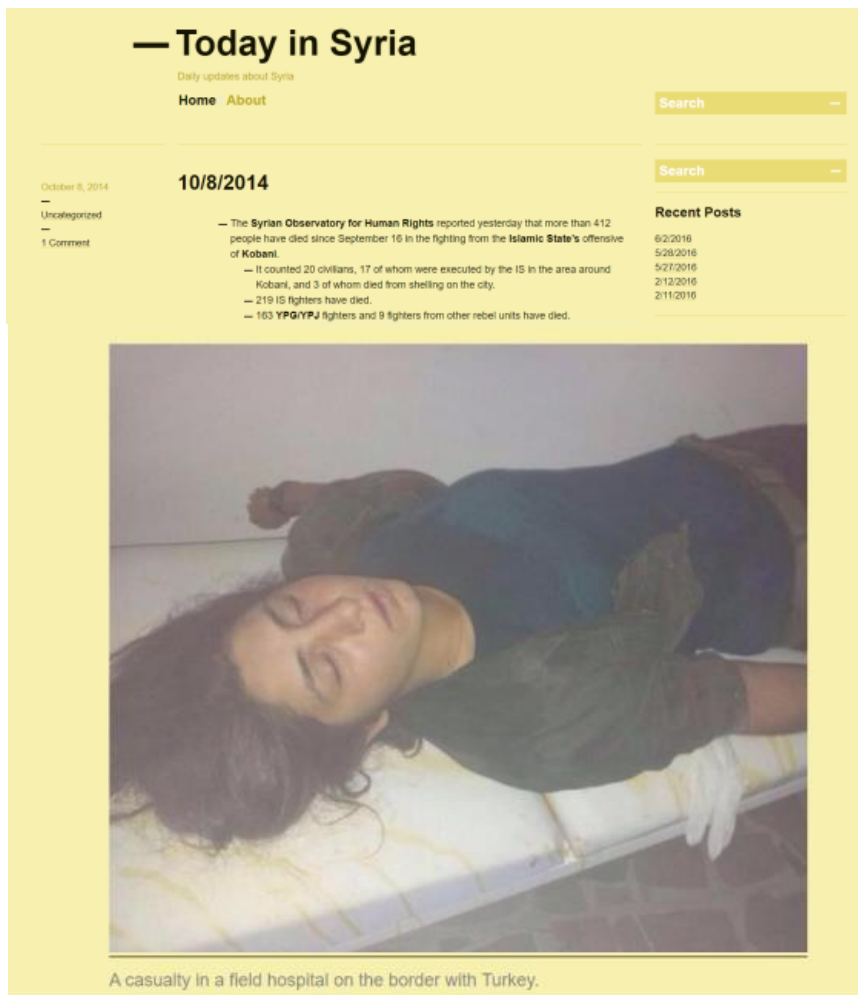 — Today in Syria
Daily updates about Syria
Home About
Search —
October 8, 2014
—
Uncategorized
—
1 Comment
10/8/2014
— The Syrian Observatory for Human Rights reported yesterday that more than 412
people have died since September 16 in the fighting from the Islamic State's offensive
of Kobani.
— It counted 20 civilians, 17 of whom were executed by the IS in the area around
Kobani, and 3 of whom died from shelling on the city.
— 219 IS fighters have died.
— 163 YPG/YPJ fighters and 9 fighters from other rebel units have died.
Search —
Recent Posts
6/2/2016
5/28/2016
5/27/2016
2/12/2016
2/11/2016
A casualty in a field hospital on the border with Turkey.